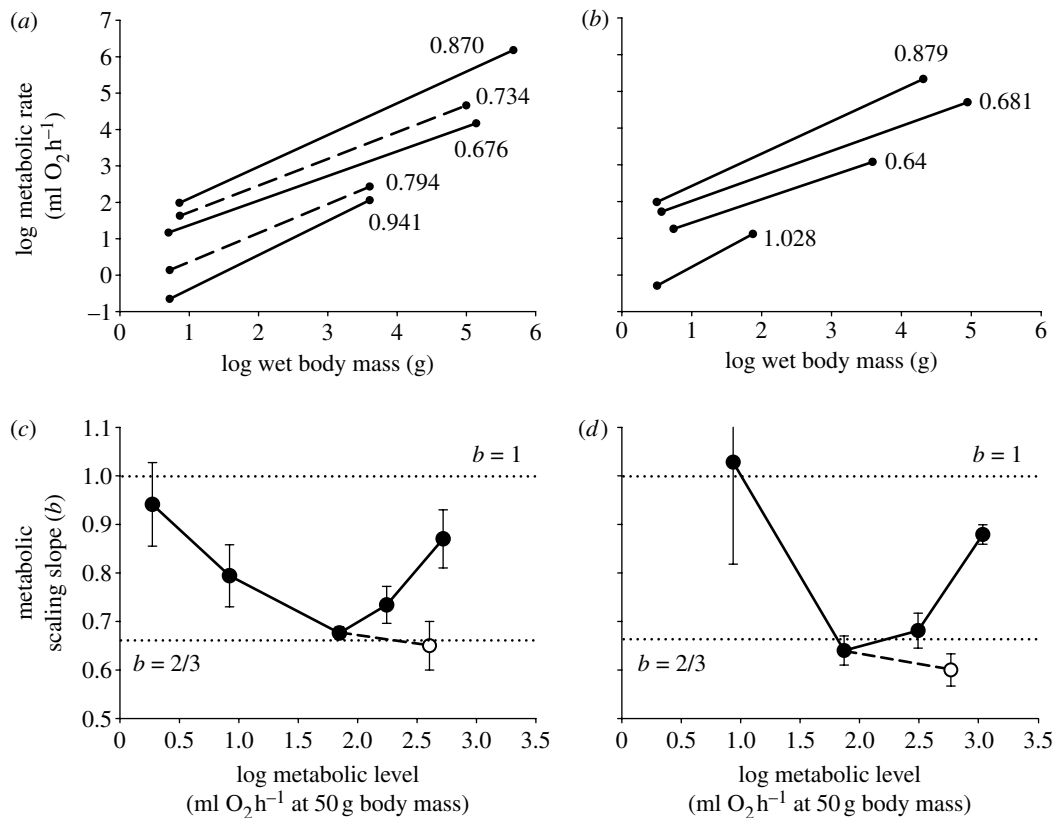 (a)
7
6
5
4
3
2
1
0
–1
log metabolic rate
(ml O2 h–1)
0.870
0.734
0.676
0.794
0.941
0 1 2 3 4 5 6
log wet body mass (g)
(b)
0.879
0.681
0.64
1.028
0 1 2 3 4 5 6
log wet body mass (g)
(c)
1.1
1.0
0.9
0.8
0.7
0.6
0.5
metabolic
scaling slope (b)
b = 1
b = 2/3
0 0.5 1.0 1.5 2.0 2.5 3.0 3.5
log metabolic level
(ml O2 h–1 at 50 g body mass)
(d)
b = 1
b = 2/3
0 0.5 1.0 1.5 2.0 2.5 3.0 3.5
log metabolic level
(ml O2 h–1 at 50 g body mass)